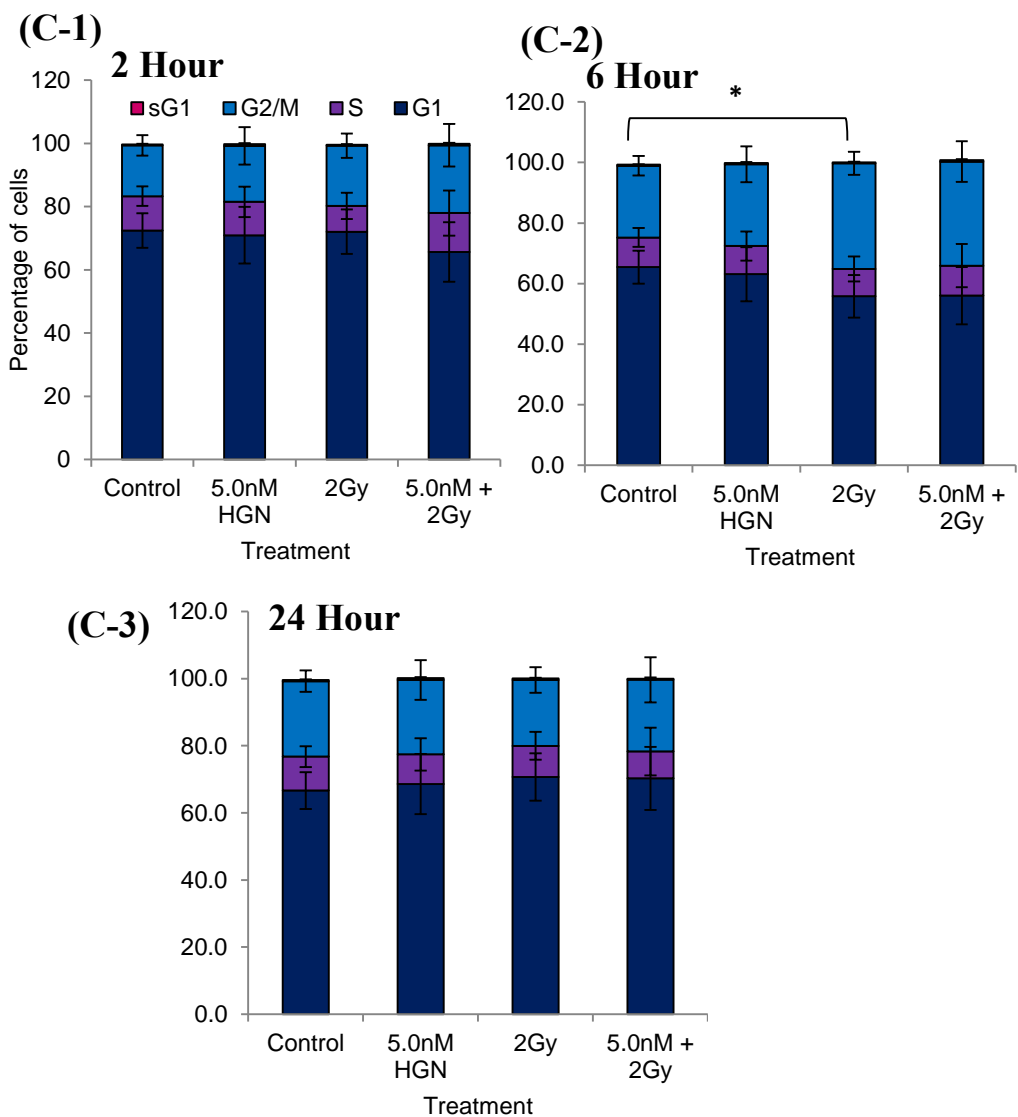 (C-1)
2 Hour
120
sG1 G2/M S G1
100
80
60
40
20
0
Percentage of cells
Control 5.0nM HGN 2Gy 5.0nM + 2Gy
Treatment
(C-2)
6 Hour
*
120.0
100.0
80.0
60.0
40.0
20.0
0.0
Control 5.0nM HGN 2Gy 5.0nM + 2Gy
Treatment
(C-3)
24 Hour
120.0
100.0
80.0
60.0
40.0
20.0
0.0
Control 5.0nM HGN 2Gy 5.0nM + 2Gy
Treatment